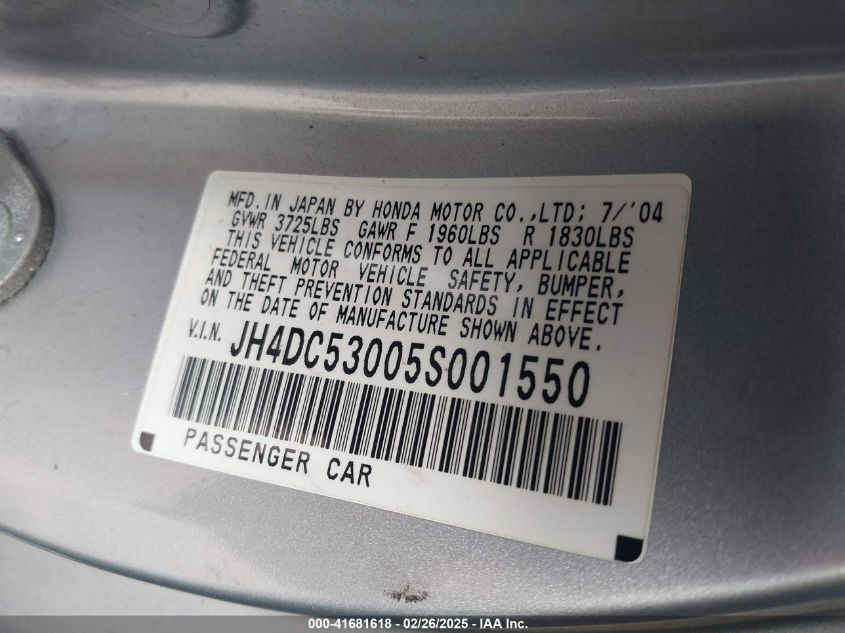 MFD. IN JAPAN BY HONDA MOTOR CO.,LTD; 7/'04
GVWR 3725LBS GAWR F 1960LBS R 1830LBS
THIS VEHICLE CONFORMS TO ALL APPLICABLE
FEDERAL MOTOR VEHICLE SAFETY, BUMPER,
AND THEFT PREVENTION STANDARDS IN EFFECT
ON THE DATE OF MANUFACTURE SHOWN ABOVE.
V.I.N. JH4DC53005S001550
PASSENGER CAR
000-41681618 - 02/26/2025 - IAA Inc.